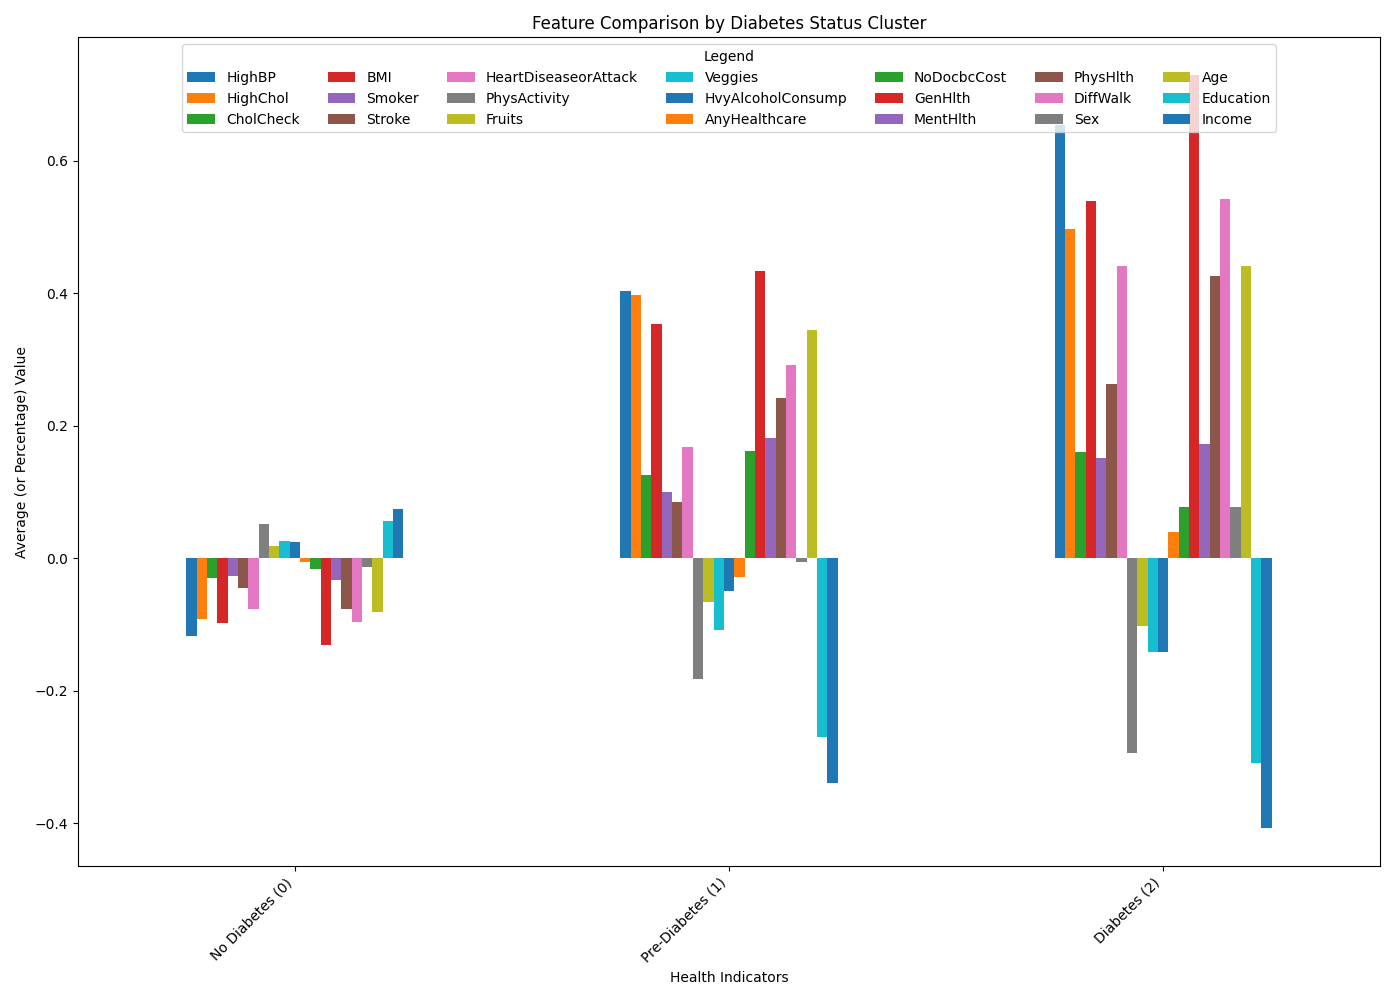 Feature Comparison by Diabetes Status Cluster
Legend
HighBP BMI HeartDiseaseorAttack Veggies NoDocbcCost PhysHlth Age
HighChol Smoker PhysActivity HvyAlcoholConsump GenHlth DiffWalk Education
CholCheck Stroke Fruits AnyHealthcare MentHlth Sex Income
Average (or Percentage) Value
0.6
0.4
0.2
0.0
−0.2
−0.4
No Diabetes (0)
Pre-Diabetes (1)
Diabetes (2)
Health Indicators